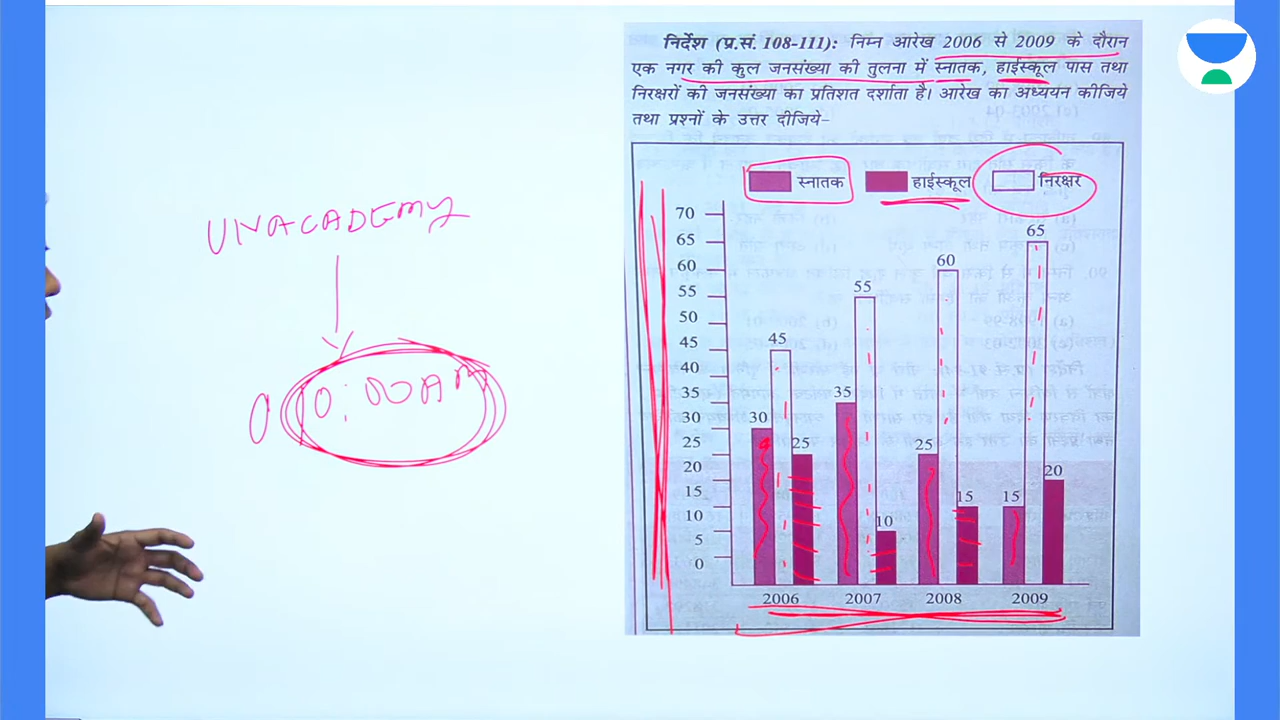 UNACADEMY
10:00AM
निर्देश (प्र.सं. 108-111): निम्न आरेख 2006 से 2009 के दौरान
एक नगर की कुल जनसंख्या की तुलना में स्नातक, हाईस्कूल पास तथा
निरक्षरों की जनसंख्या का प्रतिशत दर्शाता है। आरेख का अध्ययन कीजिये
तथा प्रश्नों के उत्तर दीजिये–
स्नातक हाईस्कूल निरक्षर
70
65
60
55
50
45
40
35
30
25
20
15
10
5
0
30 45 25
35 55 10
25 60 15
15 65 20
2006 2007 2008 2009